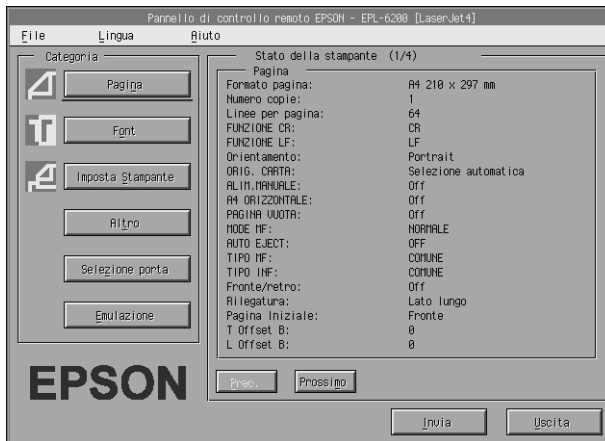 Pannello di controllo remoto EPSON - EPL-6200 [LaserJet4]
File Lingua Aiuto
Categoria
Pagina
Font
Imposta Stampante
Altro
Selezione porta
Emulazione
EPSON
Stato della stampante (1/4)
Pagina
Formato pagina: A4 210 x 297 mm
Numero copie: 1
Linee per pagina: 64
FUNZIONE CR: CR
FUNZIONE LF: LF
Orientamento: Portrait
ORIG. CARTA: Selezione automatica
ALIM.MANUALE: Off
A4 ORIZZONTALE: Off
PAGINA VUOTA: Off
MODE MF: NORMALE
AUTO EJECT: OFF
TIPO MF: COMUNE
TIPO INF: COMUNE
Fronte/retro: Off
Rilegatura: Lato lungo
Pagina Iniziale: Fronte
T Offset B: 0
L Offset B: 0
Prec. Prossimo
Invia Uscita